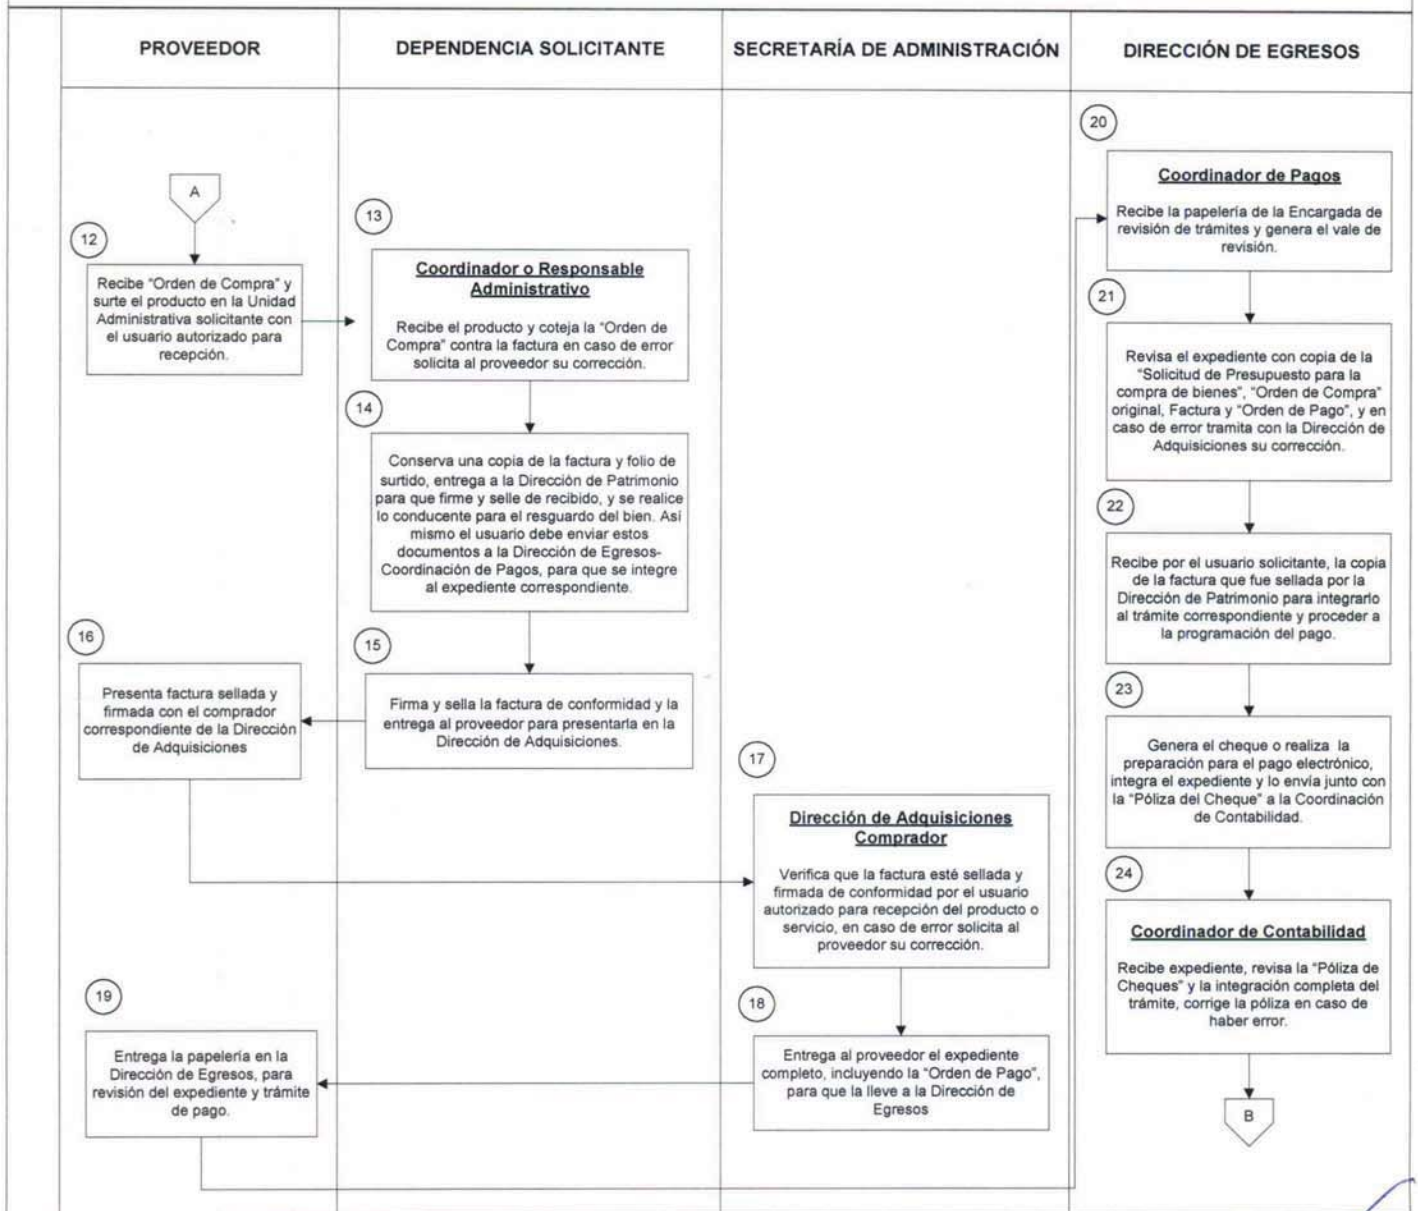 PROVEEDOR
DEPENDENCIA SOLICITANTE
SECRETARÍA DE ADMINISTRACIÓN
DIRECCIÓN DE EGRESOS
A
12
Recibe "Orden de Compra" y
surte el producto en la Unidad
Administrativa solicitante con
el usuario autorizado para
recepción.
13
Coordinador o Responsable
Administrativo
Recibe el producto y coteja la "Orden de
Compra" contra la factura en caso de error
solicita al proveedor su corrección.
14
Conserva una copia de la factura y folio de
surtido, entrega a la Dirección de Patrimonio
para que firme y selle de recibido, y se realice
lo conducente para el resguardo del bien. Así
mismo el usuario debe enviar estos
documentos a la Dirección de Egresos-
Coordinación de Pagos, para que se integre
al expediente correspondiente.
15
Firma y sella la factura de conformidad y la
entrega al proveedor para presentarla en la
Dirección de Adquisiciones.
16
Presenta factura sellada y
firmada con el comprador
correspondiente de la Dirección
de Adquisiciones
17
Dirección de Adquisiciones
Comprador
Verifica que la factura esté sellada y
firmada de conformidad por el usuario
autorizado para recepción del producto o
servicio, en caso de error solicita al
proveedor su corrección.
18
Entrega al proveedor el expediente
completo, incluyendo la "Orden de Pago",
para que la lleve a la Dirección de
Egresos
19
Entrega la papelería en la
Dirección de Egresos, para
revisión del expediente y trámite
de pago.
20
Coordinador de Pagos
Recibe la papelería de la Encargada de
revisión de trámites y genera el vale de
revisión.
21
Revisa el expediente con copia de la
"Solicitud de Presupuesto para la
compra de bienes", "Orden de Compra"
original, Factura y "Orden de Pago", y en
caso de error tramita con la Dirección de
Adquisiciones su corrección.
22
Recibe por el usuario solicitante, la copia
de la factura que fue sellada por la
Dirección de Patrimonio para integrarlo
al trámite correspondiente y proceder a
la programación del pago.
23
Genera el cheque o realiza la
preparación para el pago electrónico,
integra el expediente y lo envía junto con
la "Póliza del Cheque" a la Coordinación
de Contabilidad.
24
Coordinador de Contabilidad
Recibe expediente, revisa la "Póliza de
Cheques" y la integración completa del
trámite, corrige la póliza en caso de
haber error.
B